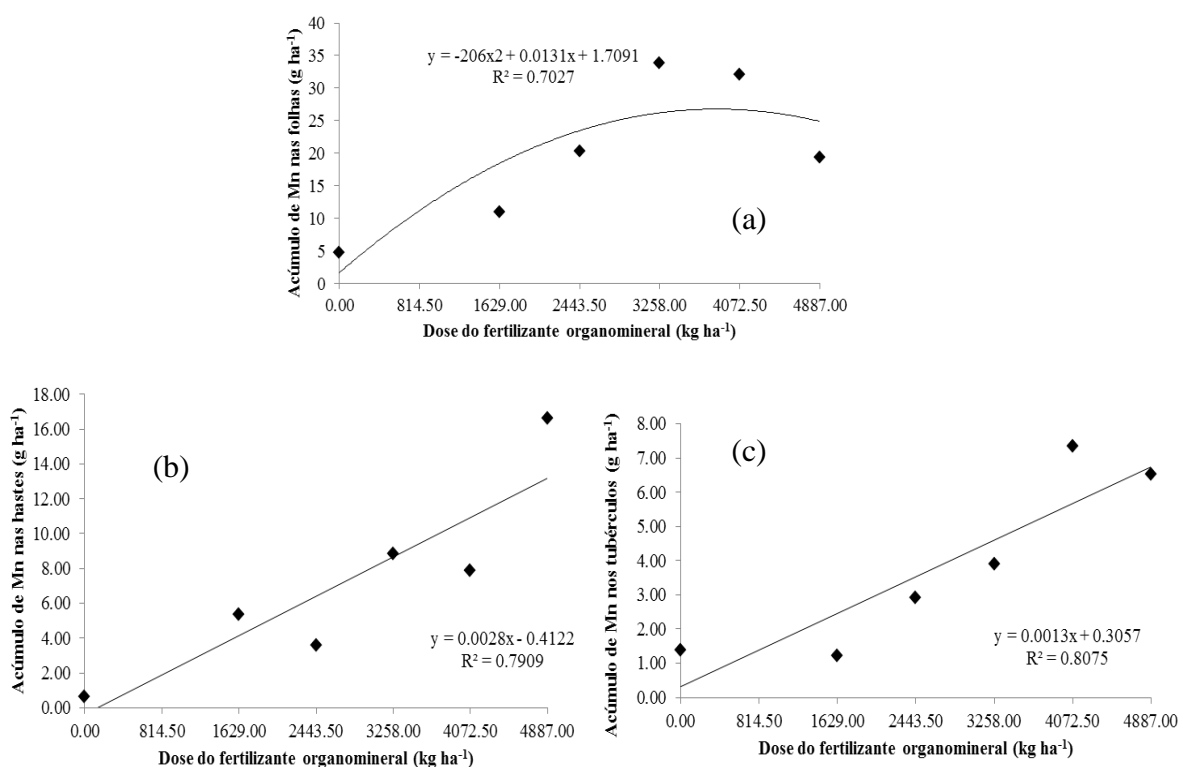 Acúmulo de Mn nas folhas (g ha-1)
40
35
30
25
20
15
10
5
0
y = -206x2 + 0.0131x + 1.7091
R² = 0.7027
(a)
0.00 814.50 1629.00 2443.50 3258.00 4072.50 4887.00
Dose do fertilizante organomineral (kg ha-1)
Acúmulo de Mn nas hastes (g ha-1)
18.00
16.00
14.00
12.00
10.00
8.00
6.00
4.00
2.00
0.00
(b)
y = 0.0028x - 0.4122
R² = 0.7909
0.00 814.50 1629.00 2443.50 3258.00 4072.50 4887.00
Dose do fertilizante organomineral (kg ha-1)
Acúmulo de Mn nos tubérculos (g ha-1)
8.00
7.00
6.00
5.00
4.00
3.00
2.00
1.00
0.00
(c)
y = 0.0013x + 0.3057
R² = 0.8075
0.00 814.50 1629.00 2443.50 3258.00 4072.50 4887.00
Dose do fertilizante organomineral (kg ha-1)